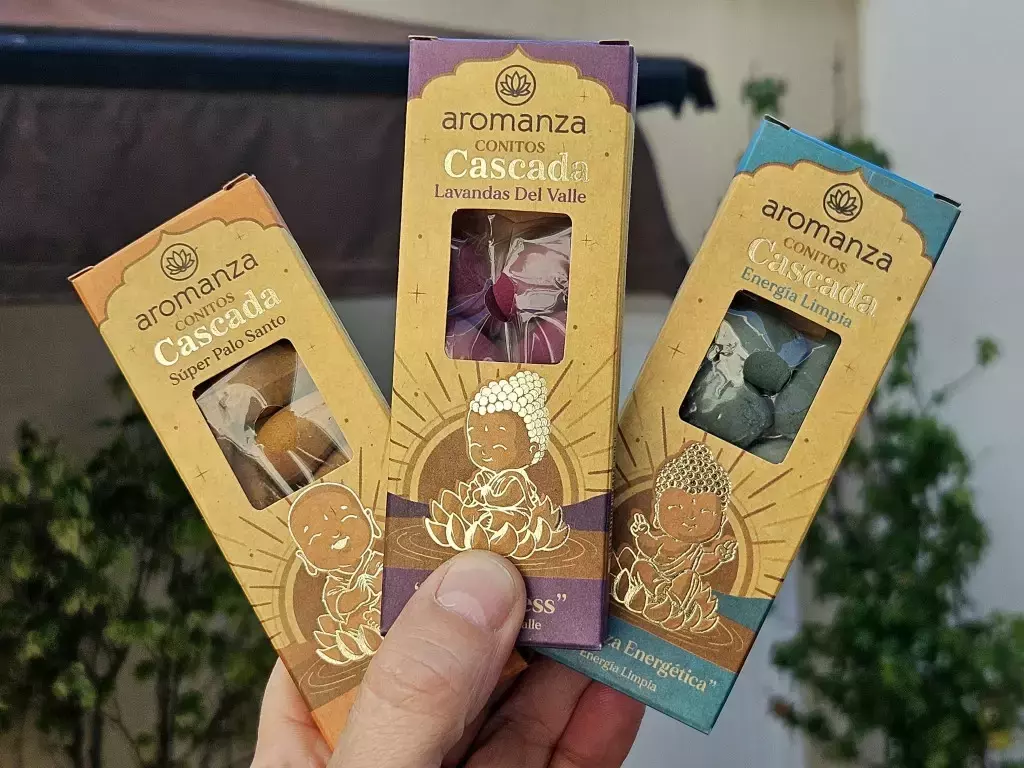 aromanza
CONITOS
Cascada
Súper Palo Santo
aromanza
CONITOS
Cascada
Lavandas Del Valle
ess”
alle
aromanza
CONITOS
Cascada
Energía Limpia
za Energética”
Energía Limpia